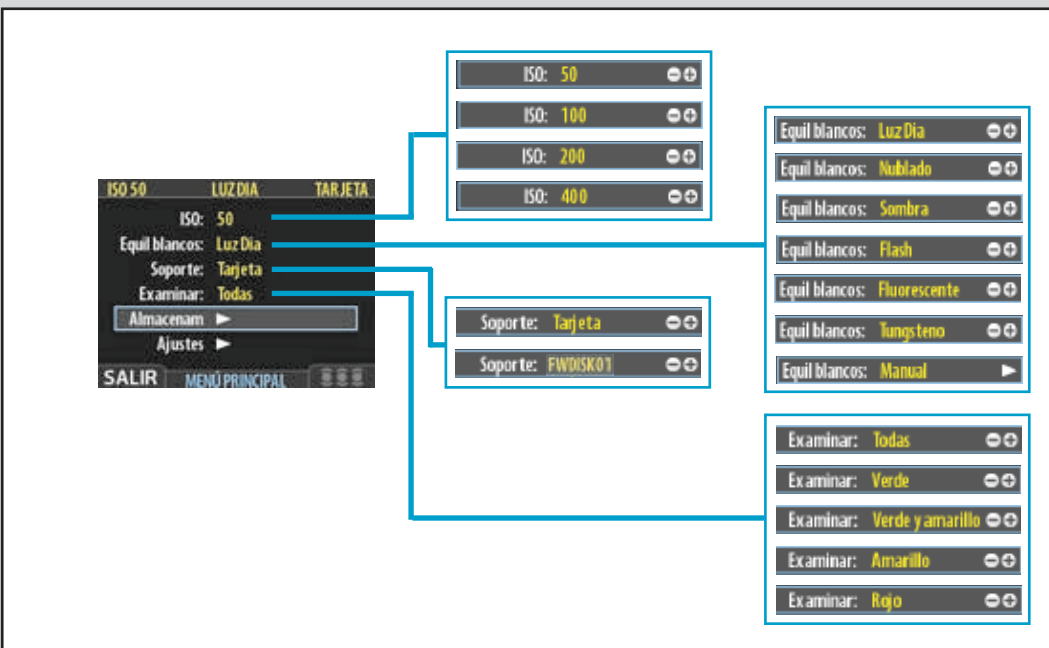 ISO 50 LUZ DIA TARJETA
ISO: 50
Equil blancos: Luz Dia
Soporte: Tarjeta
Examinar: Todas
Almacenam
Ajustes
SALIR MENÚ PRINCIPAL
ISO: 50
ISO: 100
ISO: 200
ISO: 400
Soporte: Tarjeta
Soporte: FWDISK01
Equil blancos: Luz Dia
Equil blancos: Nublado
Equil blancos: Sombra
Equil blancos: Flash
Equil blancos: Fluorescente
Equil blancos: Tungsteno
Equil blancos: Manual
Examinar: Todas
Examinar: Verde
Examinar: Verde y amarillo
Examinar: Amarillo
Examinar: Rojo